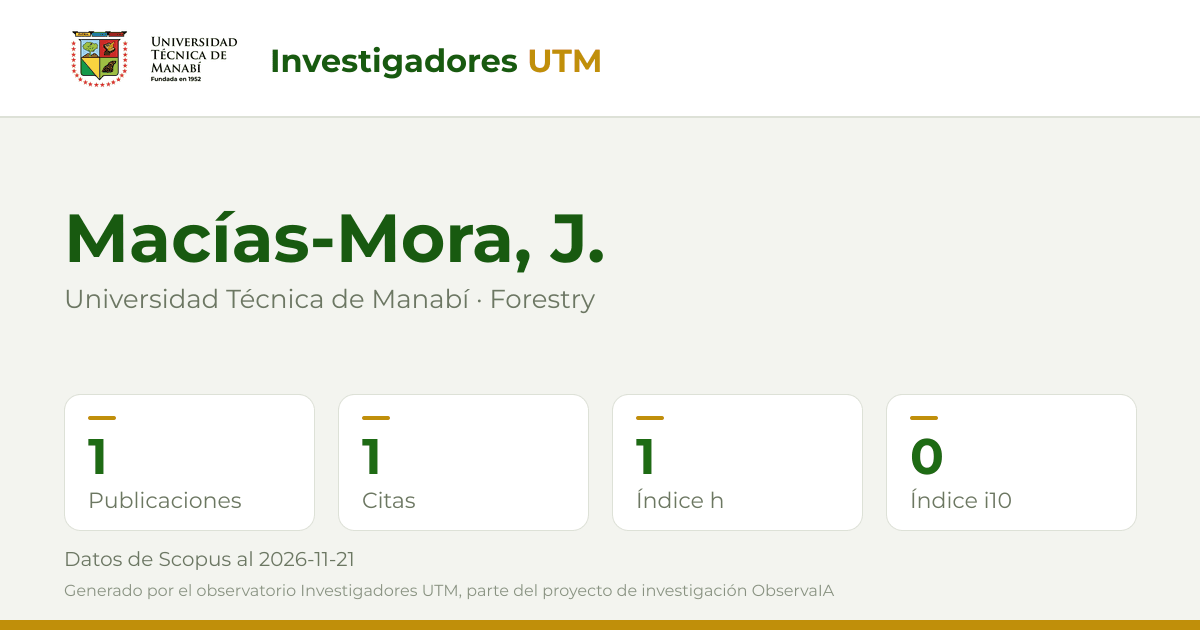 UNIVERSIDAD
TÉCNICA DE
MANABÍ
Fundada en 1952
Investigadores UTM
Macías-Mora, J.
Universidad Técnica de Manabí · Forestry
1
Publicaciones
1
Citas
1
Índice h
0
Índice i10
Datos de Scopus al 2026-11-21
Generado por el observatorio Investigadores UTM, parte del proyecto de investigación ObservaIA